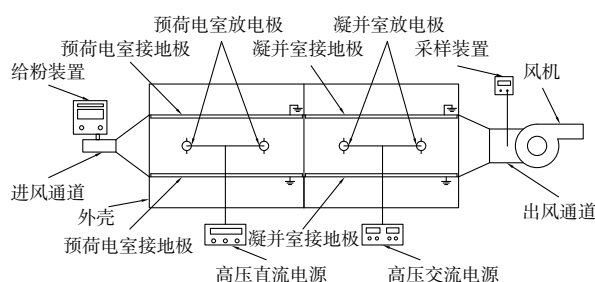 预荷电室放电极
凝并室放电极
预荷电室接地极
凝并室接地极
采样装置
给粉装置
风机
进风通道
外壳
出风通道
预荷电室接地极
凝并室接地极
高压直流电源
高压交流电源